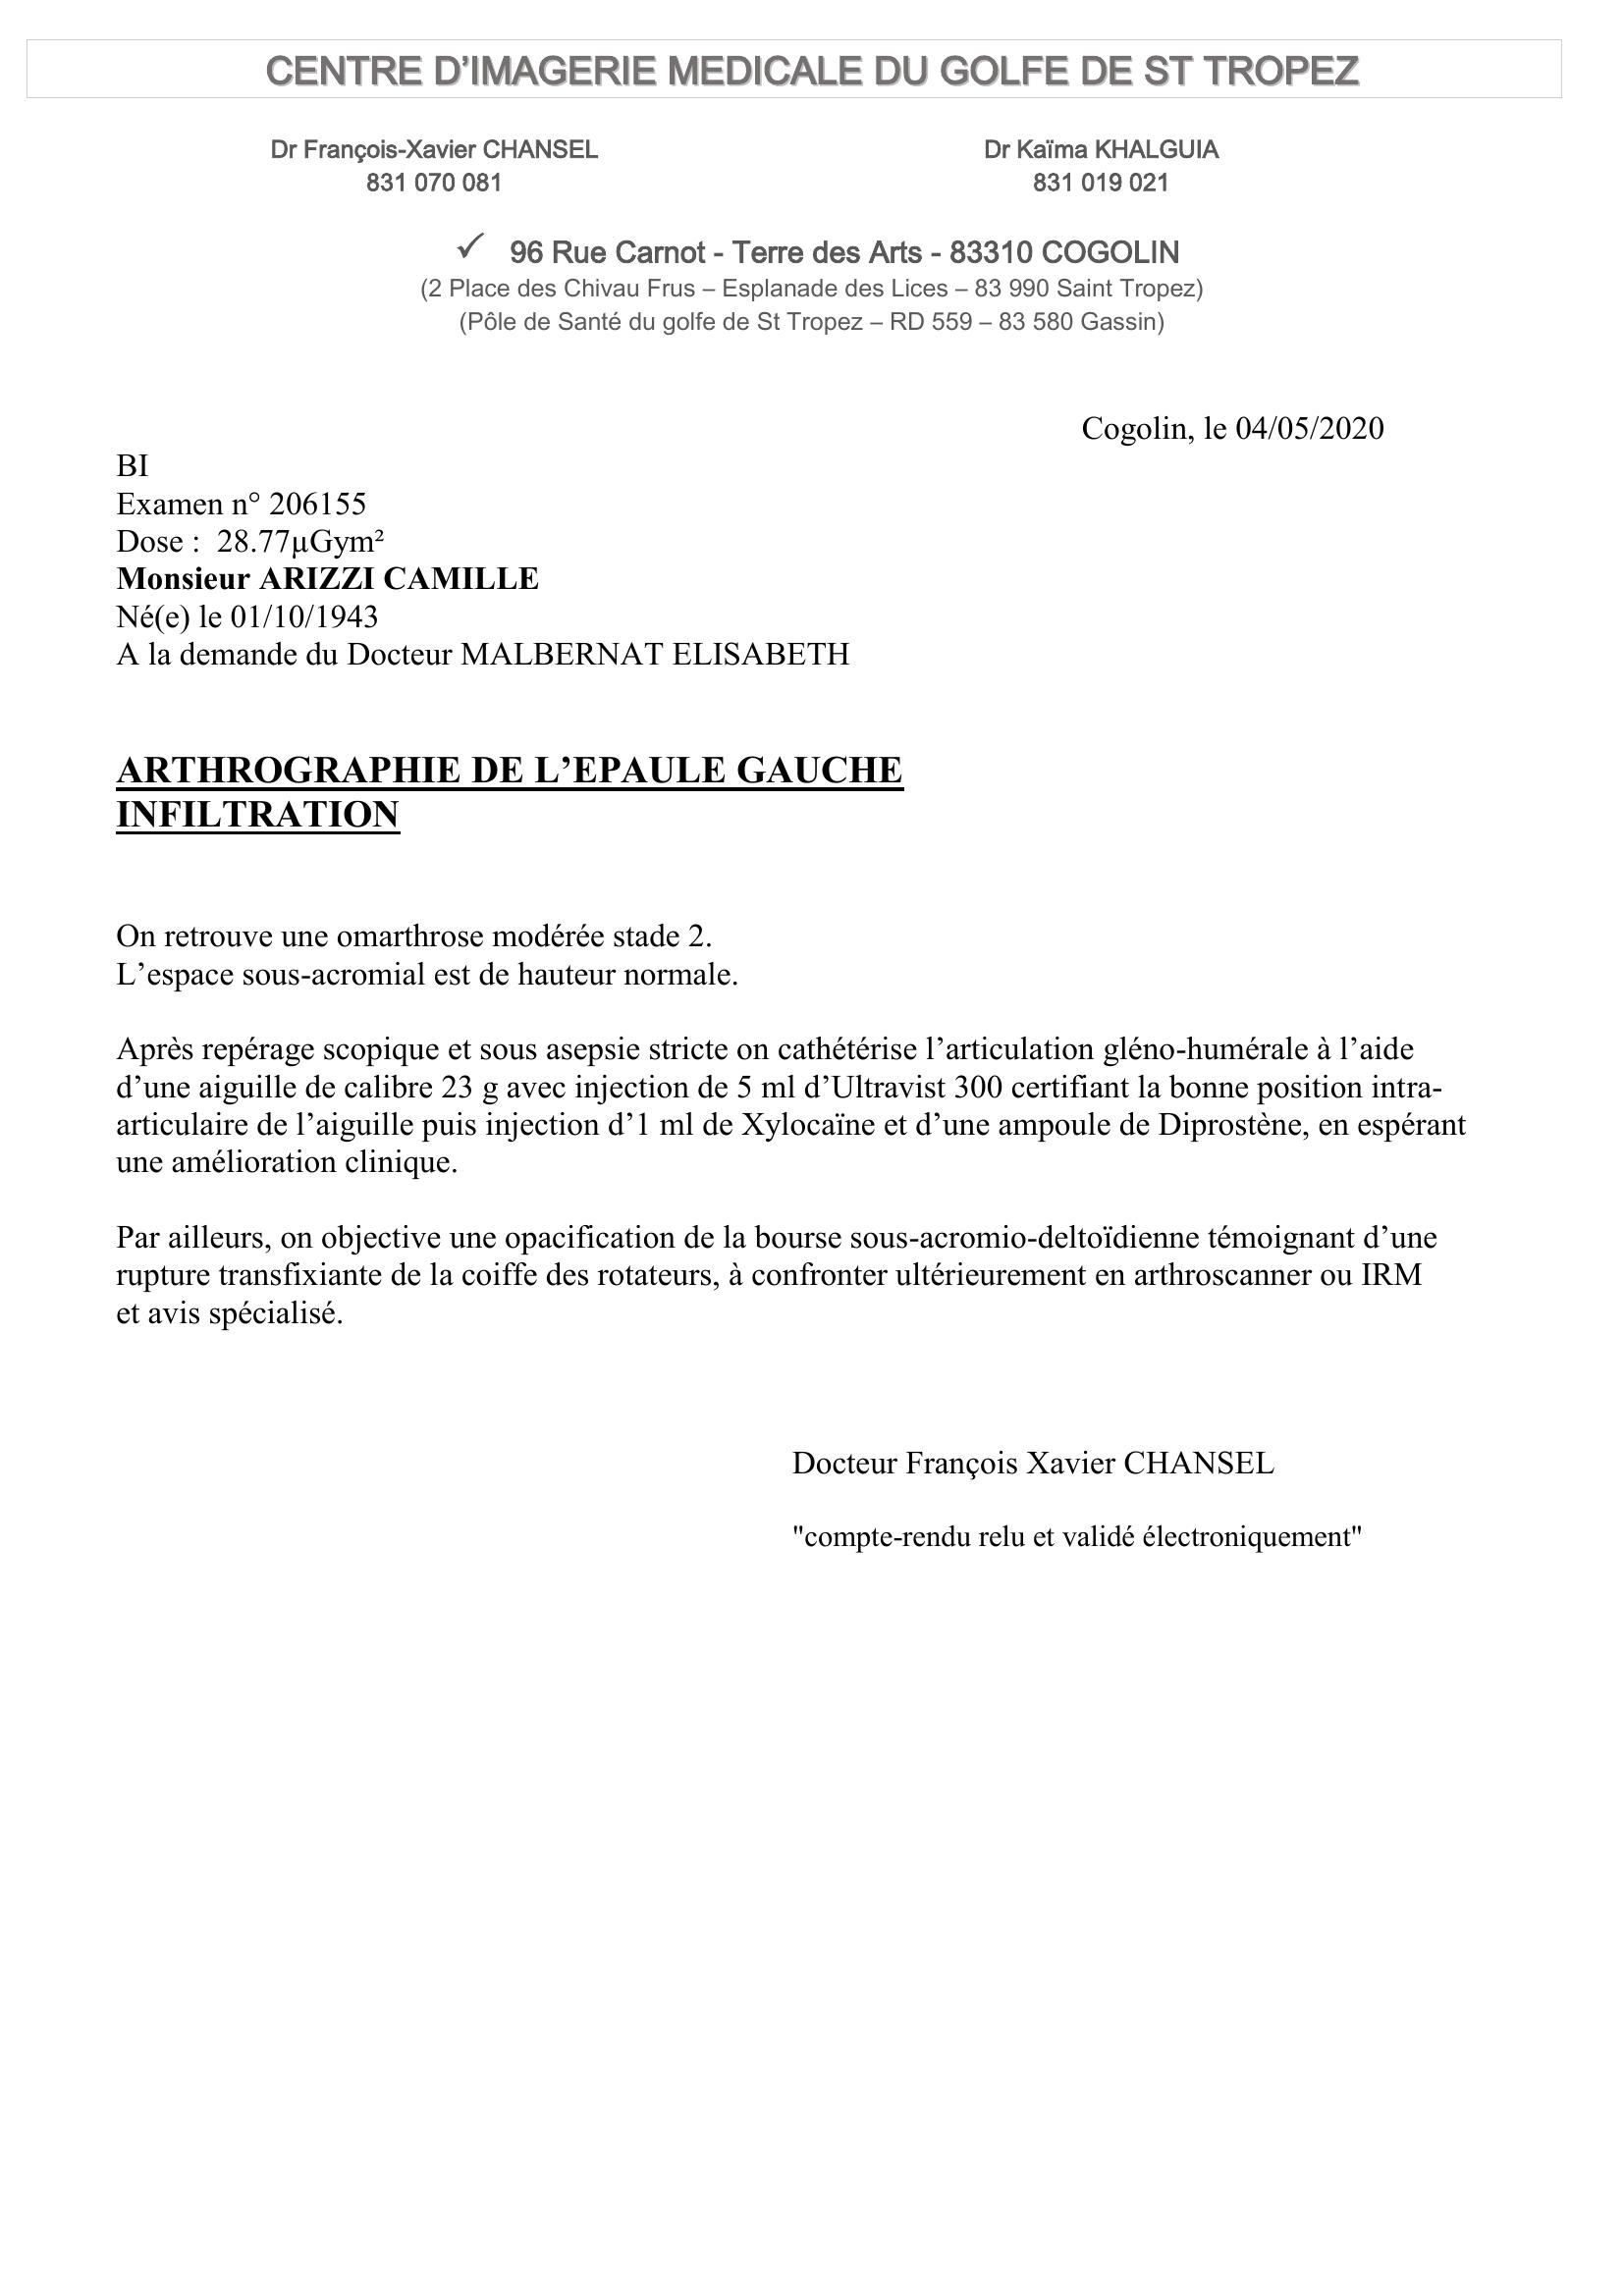 CENTRE D’IMAGERIE MEDICALE DU GOLFE DE ST TROPEZ
Dr François-Xavier CHANSEL
831 070 081
Dr Kaïma KHALGUIA
831 019 021
✓ 96 Rue Carnot - Terre des Arts - 83310 COGOLIN
(2 Place des Chivau Frus – Esplanade des Lices – 83 990 Saint Tropez)
(Pôle de Santé du golfe de St Tropez – RD 559 – 83 580 Gassin)
Cogolin, le 04/05/2020
BI
Examen n° 206155
Dose :  28.77µGym²
Monsieur ARIZZI CAMILLE
Né(e) le 01/10/1943
A la demande du Docteur MALBERNAT ELISABETH
ARTHROGRAPHIE DE L’EPAULE GAUCHE
INFILTRATION
On retrouve une omarthrose modérée stade 2.
L’espace sous-acromial est de hauteur normale.
Après repérage scopique et sous asepsie stricte on cathétérise l’articulation gléno-humérale à l’aide
d’une aiguille de calibre 23 g avec injection de 5 ml d’Ultravist 300 certifiant la bonne position intra-
articulaire de l’aiguille puis injection d’1 ml de Xylocaïne et d’une ampoule de Diprostène, en espérant
une amélioration clinique.
Par ailleurs, on objective une opacification de la bourse sous-acromio-deltoïdienne témoignant d’une
rupture transfixiante de la coiffe des rotateurs, à confronter ultérieurement en arthroscanner ou IRM
et avis spécialisé.
Docteur François Xavier CHANSEL
"compte-rendu relu et validé électroniquement"